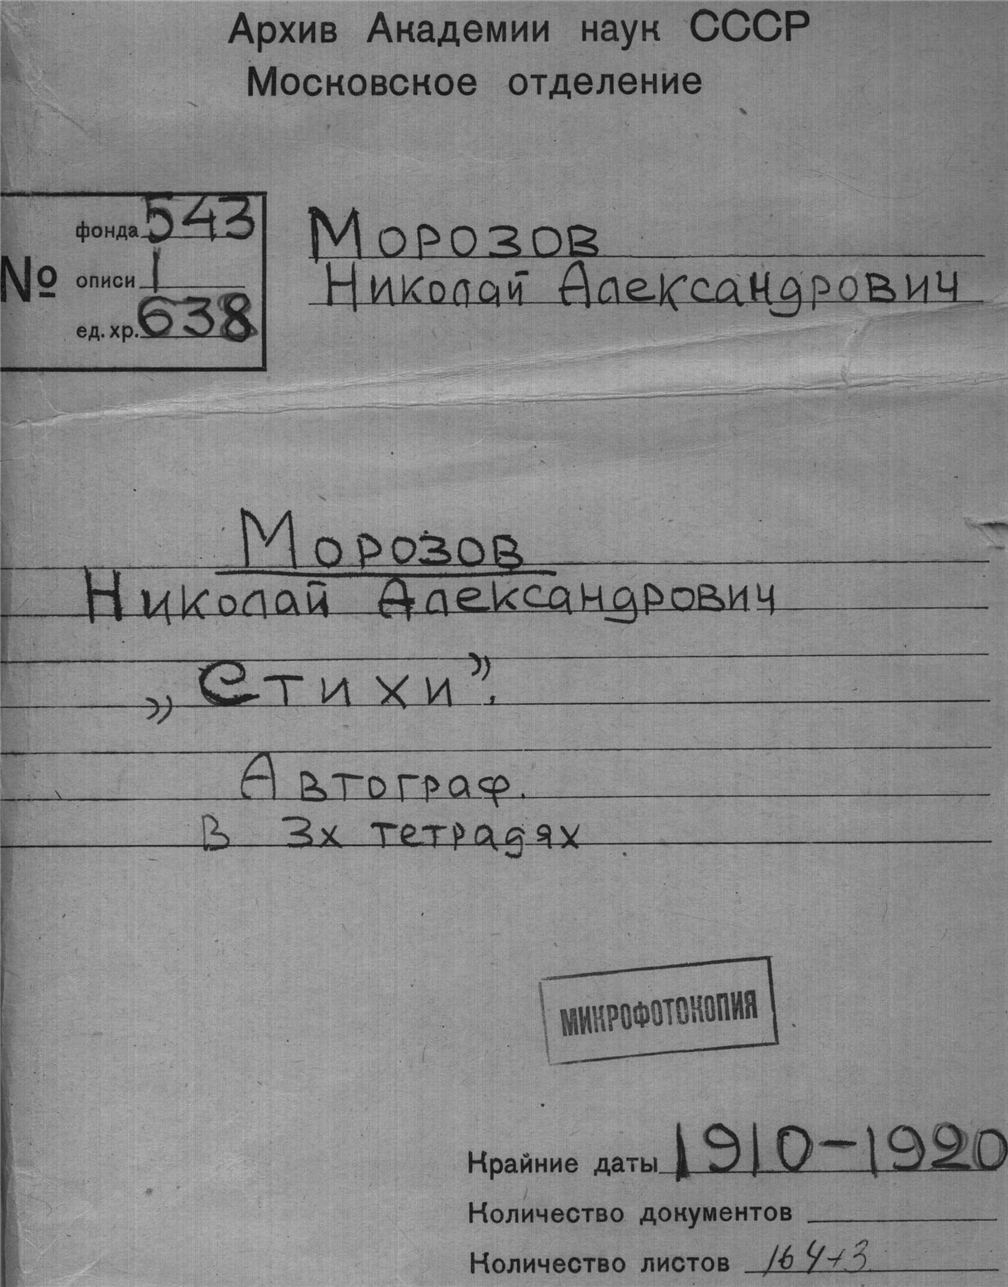 Архив Академии наук СССР
Московское отделение
№
фонда 543
описи 1
ед. хр. 638
Морозов
Николай Александрович
Морозов
Николай Александрович
„Стихи”.
Автограф.
В 3х тетрадях
МИКРОФОТОКОПИЯ
Крайние даты 1910-1920
Количество документов
Количество листов 164+3